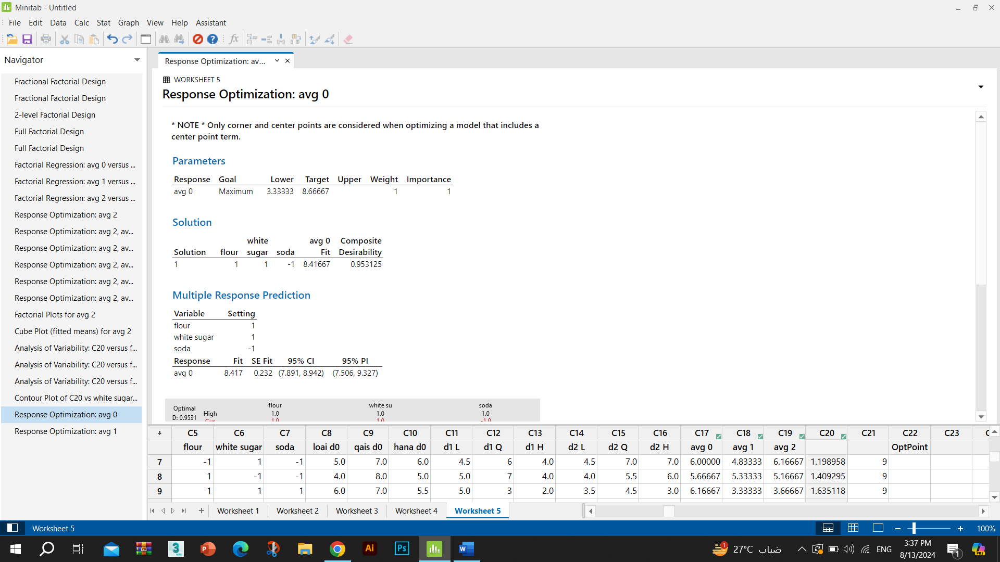 Minitab - Untitled
File Edit Data Calc Stat Graph View Help Assistant
Navigator
Fractional Factorial Design
Fractional Factorial Design
2-level Factorial Design
Full Factorial Design
Full Factorial Design
Factorial Regression: avg 0 versus ...
Factorial Regression: avg 1 versus ...
Factorial Regression: avg 2 versus ...
Response Optimization: avg 2
Response Optimization: avg 2, av...
Response Optimization: avg 2, av...
Response Optimization: avg 2, av...
Response Optimization: avg 2, av...
Response Optimization: avg 2, av...
Factorial Plots for avg 2
Cube Plot (fitted means) for avg 2
Analysis of Variability: C20 versus f...
Analysis of Variability: C20 versus f...
Analysis of Variability: C20 versus f...
Contour Plot of C20 vs white sugar...
Response Optimization: avg 0
Response Optimization: avg 1
Response Optimization: av...
WORKSHEET 5
Response Optimization: avg 0
* NOTE * Only corner and center points are considered when optimizing a model that includes a
center point term.
Parameters
Response Goal Lower Target Upper Weight Importance
avg 0 Maximum 3.33333 8.66667 1 1
Solution
white avg 0 Composite
Solution flour sugar soda Fit Desirability
1 1 1 -1 8.41667 0.953125
Multiple Response Prediction
Variable Setting
flour 1
white sugar 1
soda -1
Response Fit SE Fit 95% CI 95% PI
avg 0 8.417 0.232 (7.891, 8.942) (7.506, 9.327)
flour white su soda
Optimal High 1.0 1.0 1.0
D: 0.9531 Cur 1.0 1.0 -1.0
C5 C6 C7 C8 C9 C10 C11 C12 C13 C14 C15 C16 C17 C18 C19 C20 C21 C22 C23
flour white sugar soda loai d0 qais d0 hana d0 d1 L d1 Q d1 H d2 L d2 Q d2 H avg 0 avg 1 avg 2 OptPoint
7 -1 1 -1 5.0 7.0 6.0 4.5 6 4.0 4.5 7.0 7.0 6.00000 4.83333 6.16667 1.198958 9
8 1 -1 -1 4.0 8.0 5.0 5.0 7 4.0 4.0 5.5 6.0 5.66667 5.33333 5.16667 1.409295 9
9 1 1 1 6.0 7.0 5.5 5.0 3 2.0 3.5 4.5 3.0 6.16667 3.33333 3.66667 1.635118 9
Worksheet 1 Worksheet 2 Worksheet 3 Worksheet 4 Worksheet 5
Worksheet 5 100%
27°C ضباب ENG 3:37 PM
8/13/2024